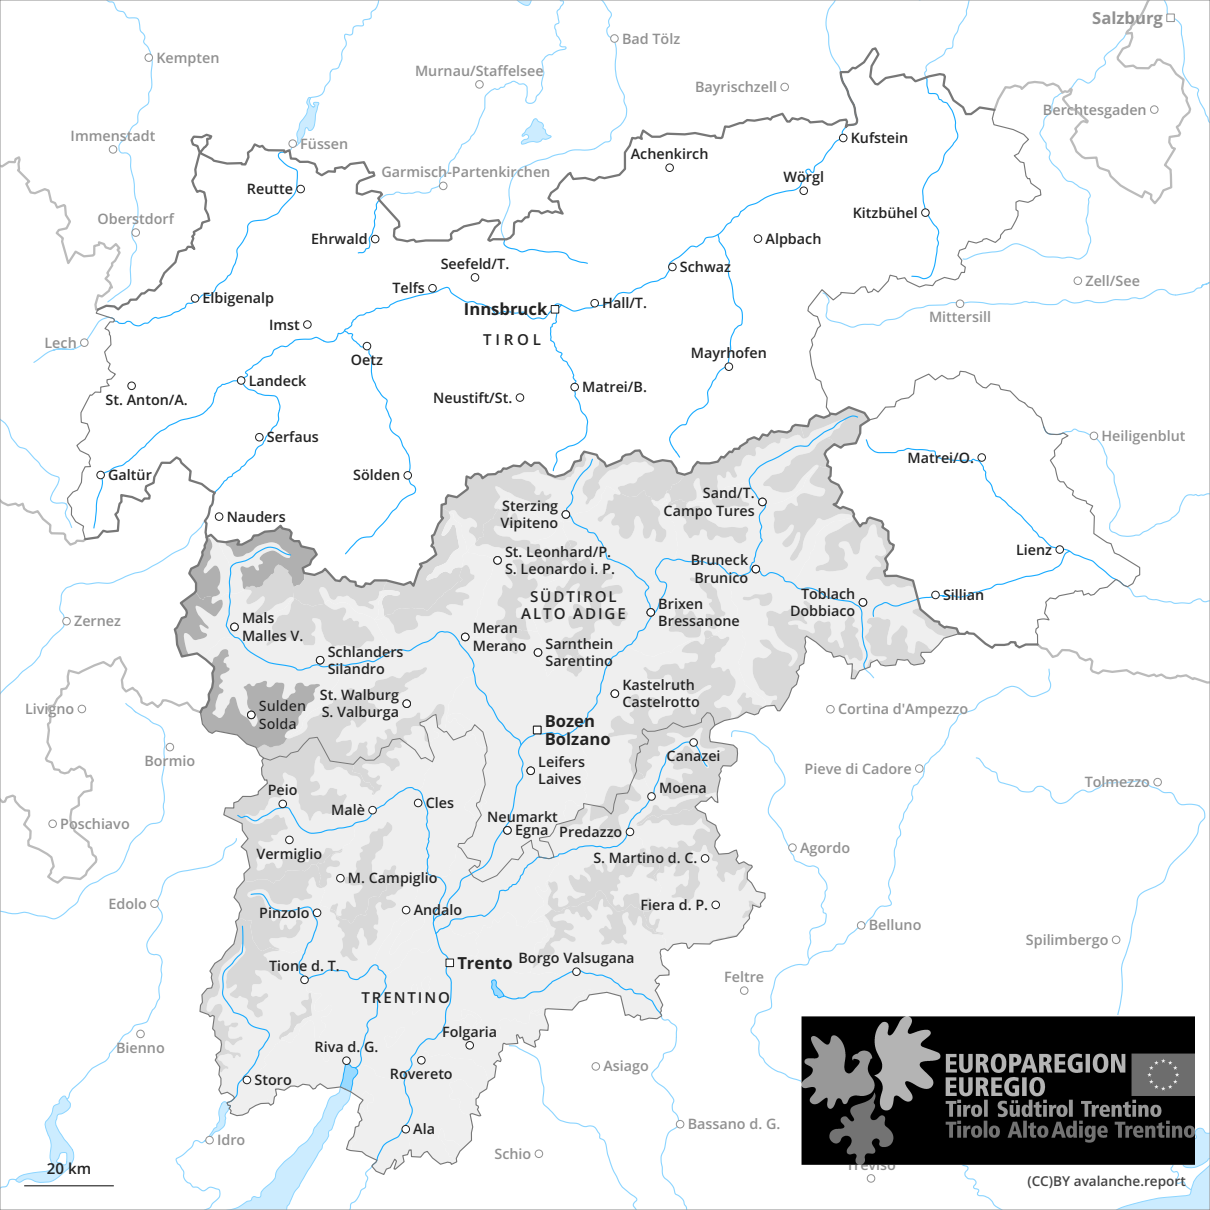 Salzburg
Bad Tölz
Kempten
Murnau/Staffelsee
Bayrischzell
Berchtesgaden
Immenstadt
Füssen
Kufstein
Achenkirch
Garmisch-Partenkirchen
Wörgl
Reutte
Oberstdorf
Kitzbühel
Ehrwald
Alpbach
Seefeld/T.
Schwaz
Zell/See
Telfs
Elbigenalp
Hall/T.
Innsbruck
Mittersill
Imst
TIROL
Lech
Oetz
Mayrhofen
Landeck
Matrei/B.
St. Anton/A.
Neustift/St.
Serfaus
Heiligenblut
Matrei/O.
Galtür
Sölden
Sand/T.
Campo Tures
Sterzing
Vipiteno
Nauders
St. Leonhard/P.
S. Leonardo i. P.
Lienz
Bruneck
Brunico
SÜDTIROL
ALTO ADIGE
Toblach
Dobbiaco
Sillian
Brixen
Bressanone
Zernez
Mals
Malles V.
Meran
Merano
Sarnthein
Sarentino
Schlanders
Silandro
St. Walburg
S. Valburga
Kastelruth
Castelrotto
Livigno
Sulden
Solda
Cortina d'Ampezzo
Bozen
Bolzano
Bormio
Canazei
Leifers
Laives
Pieve di Cadore
Tolmezzo
Peio
Moena
Malè
Cles
Neumarkt
Egna
Predazzo
Poschiavo
Vermiglio
Agordo
S. Martino d. C.
M. Campiglio
Edolo
Pinzolo
Andalo
Fiera d. P.
Belluno
Spilimbergo
Trento
Borgo Valsugana
Tione d. T.
Feltre
TRENTINO
Folgaria
Bienno
Riva d. G.
Rovereto
Asiago
Storo
EUROPAREGION
EUREGIO
Tirol Südtirol Trentino
Tirolo Alto Adige Trentino
Ala
Bassano d. G.
Idro
Schio
Treviso
20 km
(CC)BY avalanche.report